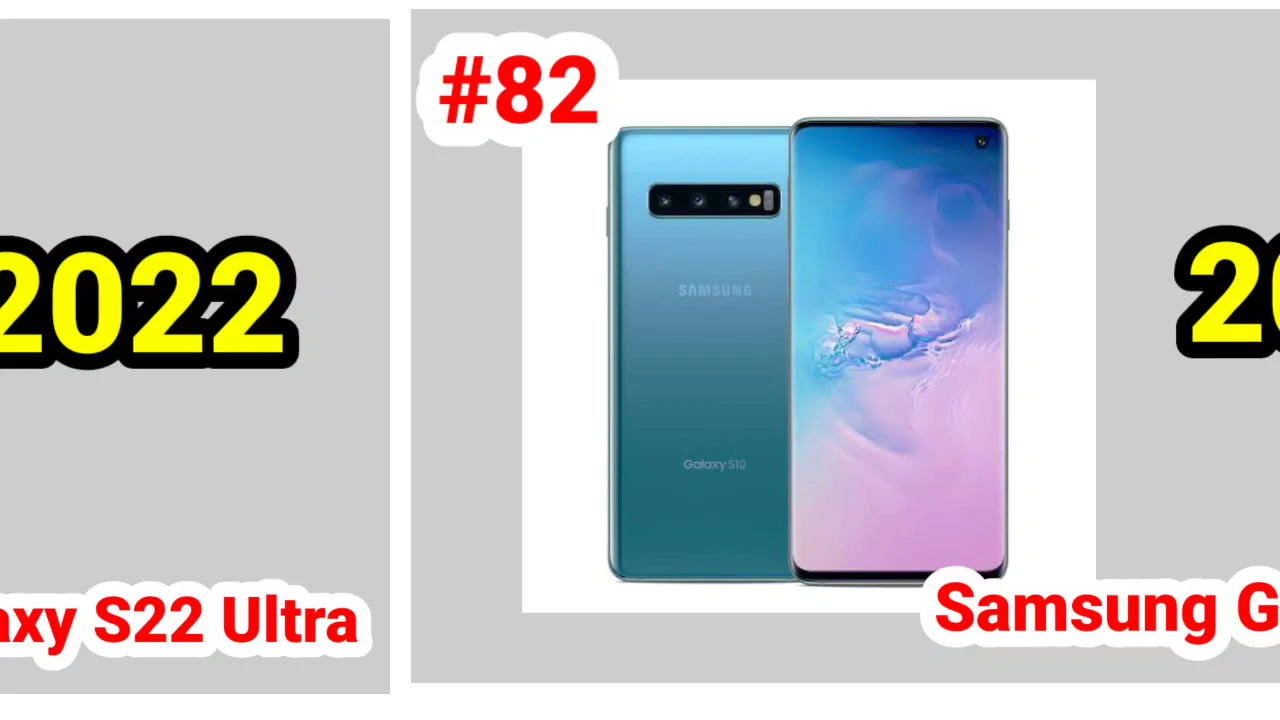 2022
axy S22 Ultra
#82
SAMSUNG
Galaxy S10
20
Samsung G